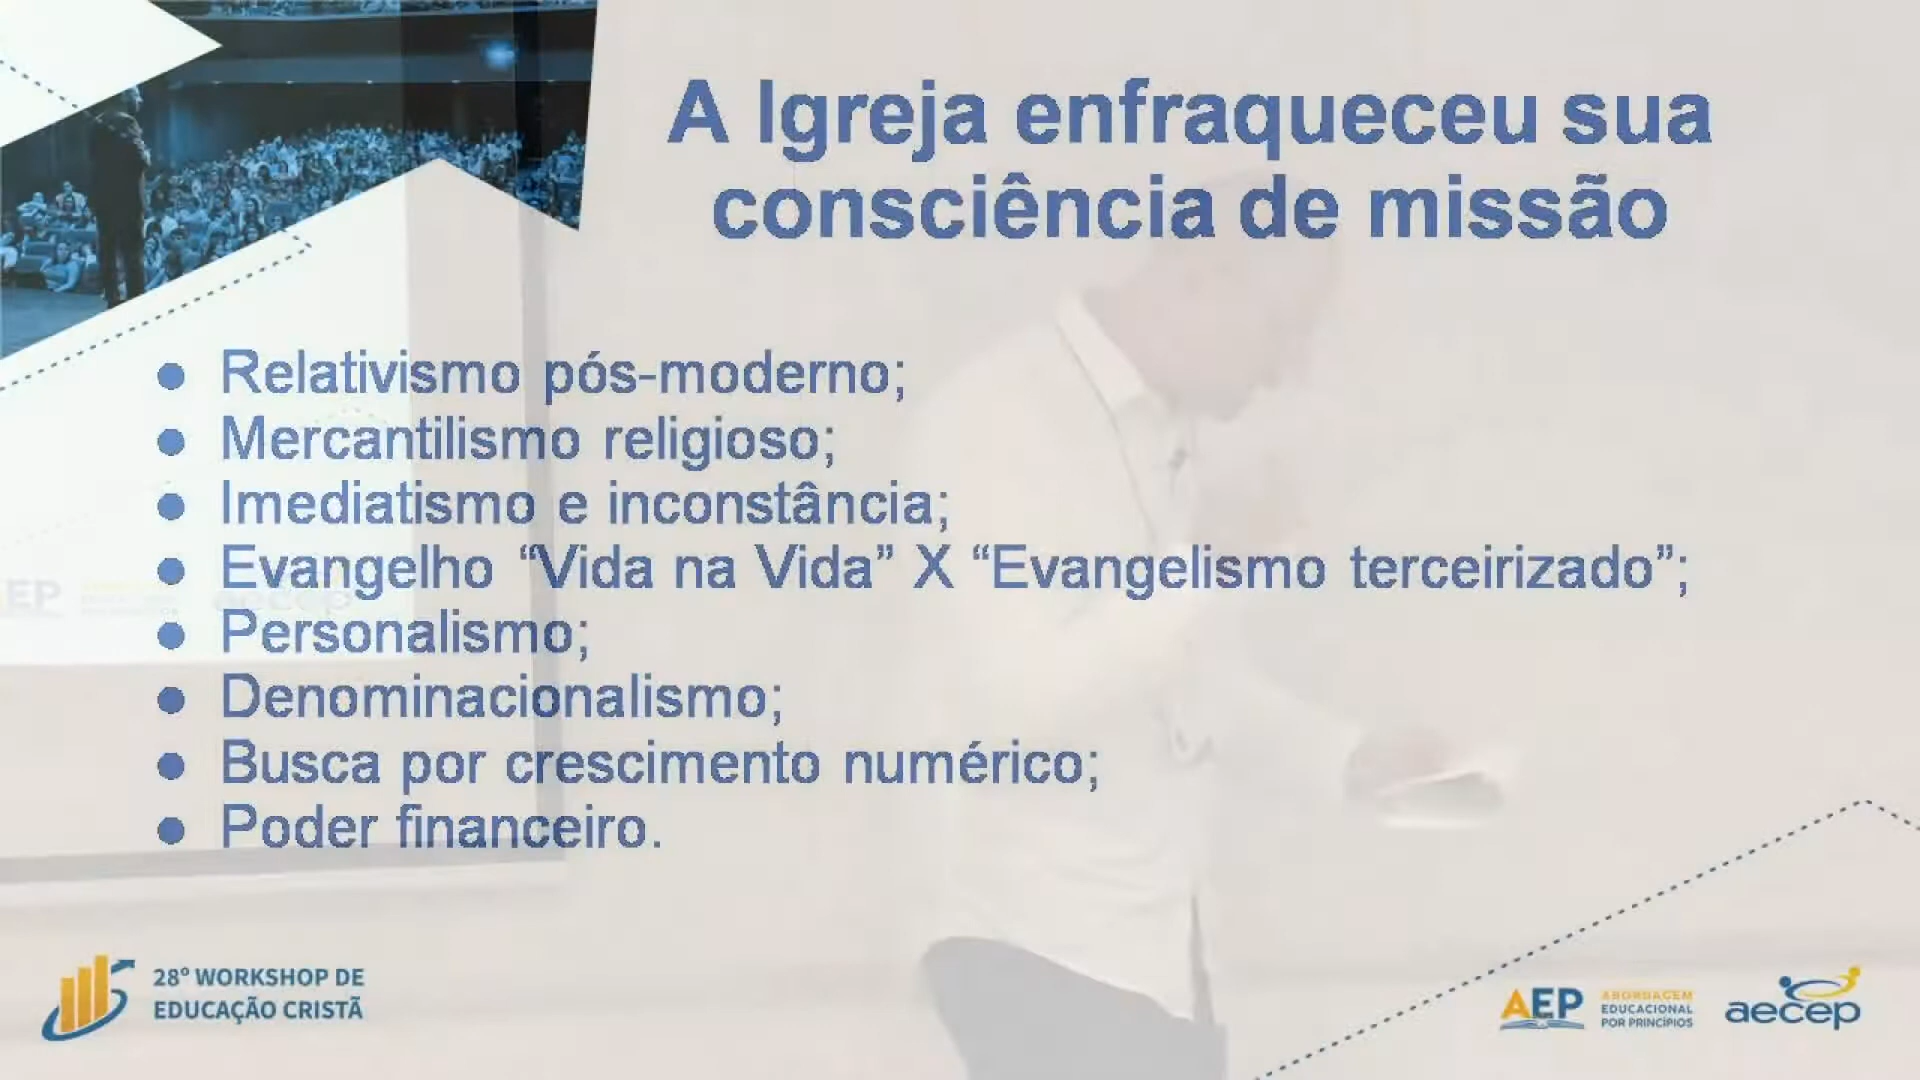 A Igreja enfraqueceu sua
consciência de missão
● Relativismo pós-moderno;
● Mercantilismo religioso;
● Imediatismo e inconstância;
● Evangelho “Vida na Vida” X “Evangelismo terceirizado”;
● Personalismo;
● Denominacionalismo;
● Busca por crescimento numérico;
● Poder financeiro.
28º WORKSHOP DE
EDUCAÇÃO CRISTÃ
AEP
ABORDAGEM
EDUCACIONAL
POR PRINCÍPIOS
aecep